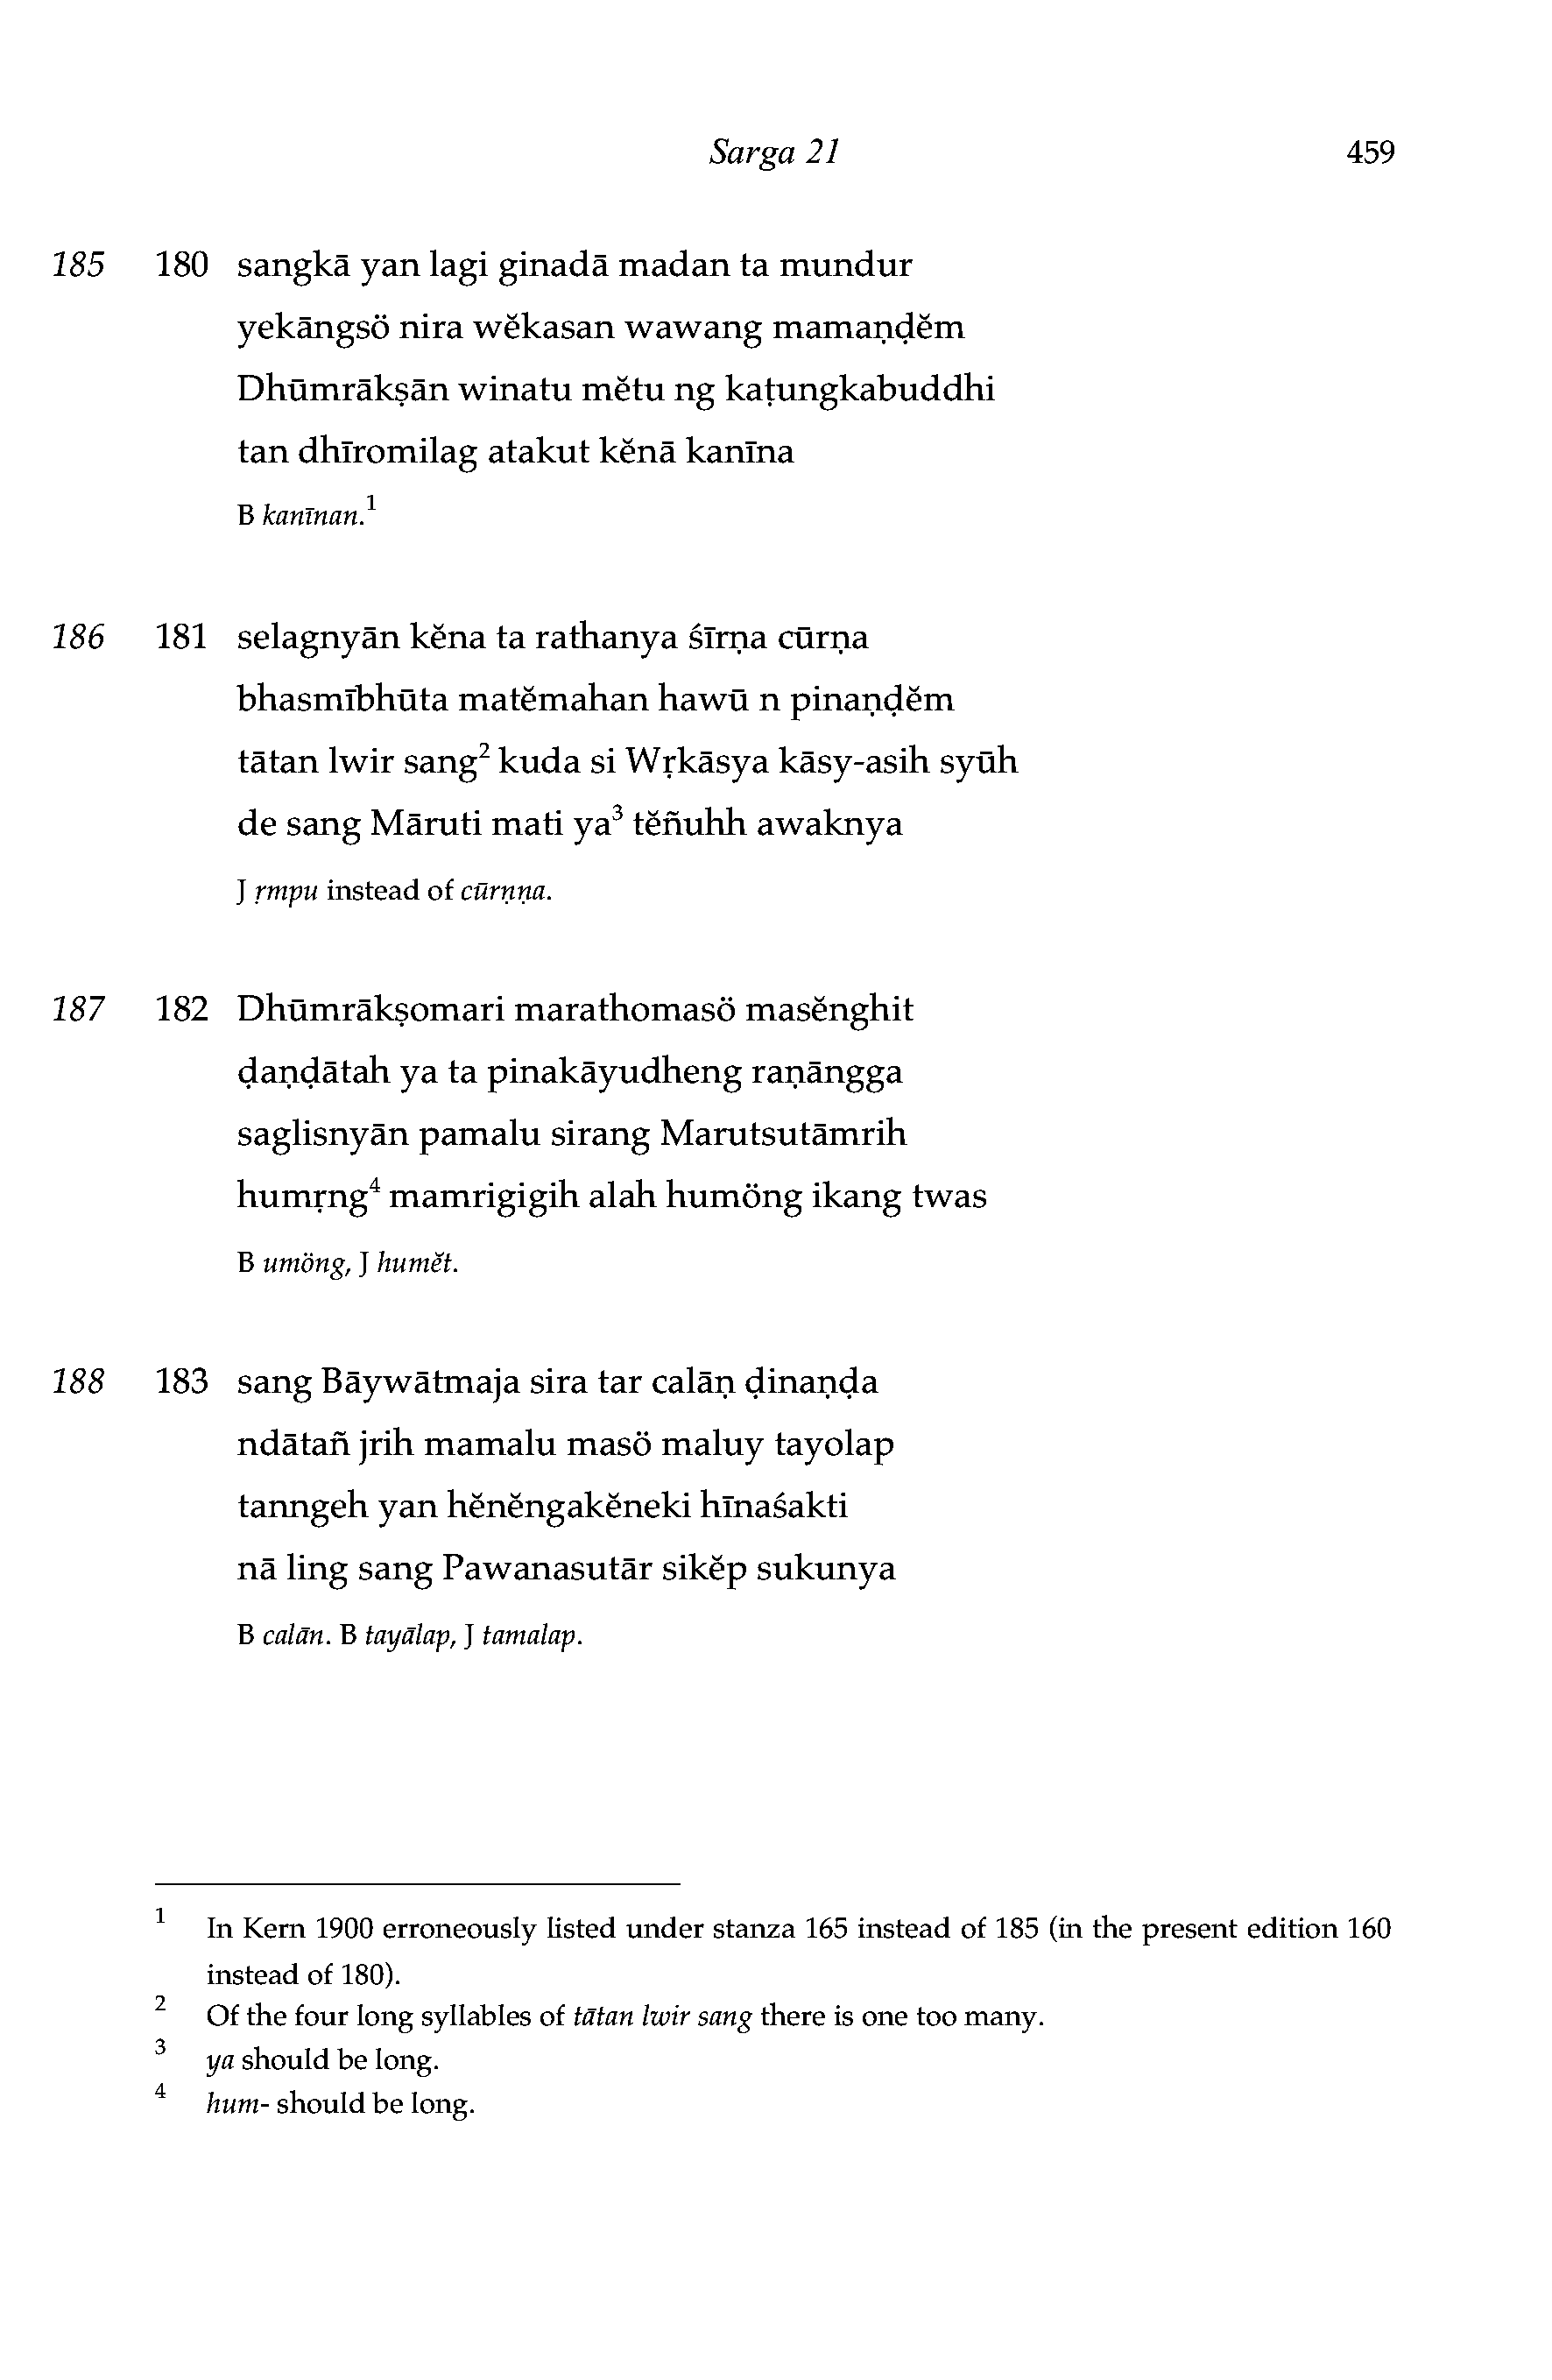 Sarga 21 459
185 180 sangkā yan lagi ginadā madan ta mundur
yekāngsö nira wĕkasan wawang mamaṇḍĕm
Dhūmrākṣān winatu mĕtu ng kaṭungkabuddhi
tan dhīromilag atakut kĕnā kanīna
B kanīnan.¹
186 181 selagnyān kĕna ta rathanya śīrṇa cūrṇa
bhasmībhūta matĕmahan hawū n pinaṇḍĕm
tātan lwir sang² kuda si Wṛkāsya kāsy-asih syūh
de sang Māruti mati ya³ tĕñuhh awaknya
J ṛmpu instead of cūrṇṇa.
187 182 Dhūmrākṣomari marathomasö masĕnghit
ḍaṇḍātah ya ta pinakāyudheng raṇāngga
saglisnyān pamalu sirang Marutsutāmrih
humṛng⁴ mamrigigih alah humöng ikang twas
B umöng, J humĕt.
188 183 sang Bāywātmaja sira tar calāṇ ḍinaṇḍa
ndātañ jrih mamalu masö maluy tayolap
tanngeh yan hĕnĕngakĕneki hīnaśakti
nā ling sang Pawanasutār sikĕp sukunya
B calān. B tayālap, J tamalap.
1 In Kern 1900 erroneously listed under stanza 165 instead of 185 (in the present edition 160
instead of 180).
2 Of the four long syllables of tātan lwir sang there is one too many.
3 ya should be long.
4 hum- should be long.